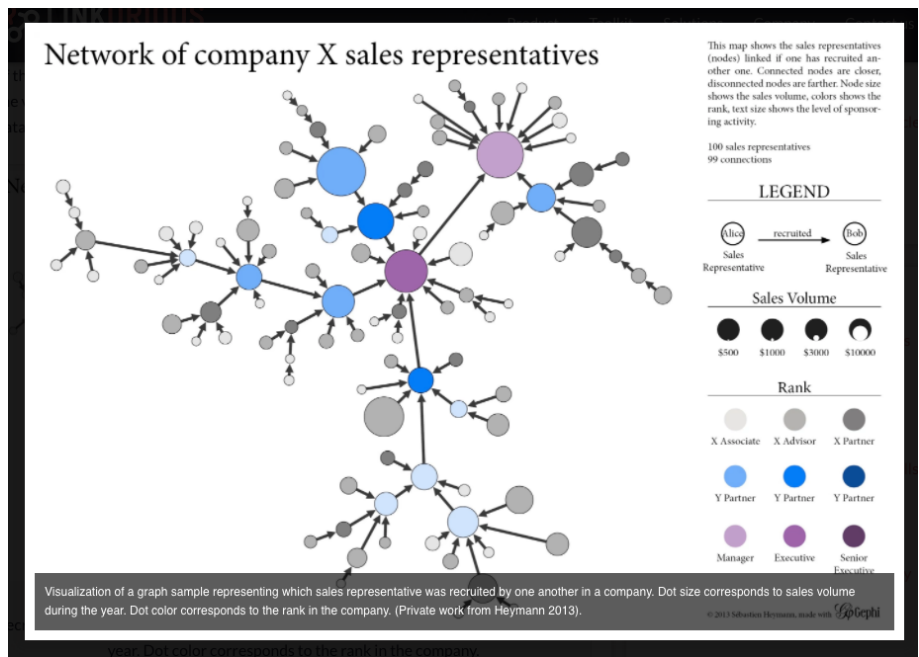 Network of company X sales representatives
This map shows the sales representatives
(nodes) linked if one has recruited an-
other one. Connected nodes are closer,
disconnected nodes are farther. Node size
shows the sales volume, colors shows the
rank, text size shows the level of sponsor-
ing activity.
100 sales representatives
99 connections
LEGEND
Alice
recruited
Bob
Sales
Representative
Sales
Representative
Sales Volume
$500 $1000 $3000 $10000
Rank
X Associate X Advisor X Partner
Y Partner Y Partner Y Partner
Manager Executive Senior
Executive
Visualization of a graph sample representing which sales representative was recruited by one another in a company. Dot size corresponds to sales volume
during the year. Dot color corresponds to the rank in the company. (Private work from Heymann 2013).
© 2013 Sébastien Heymann, made with Gephi
year. Dot color corresponds to the rank in the company.